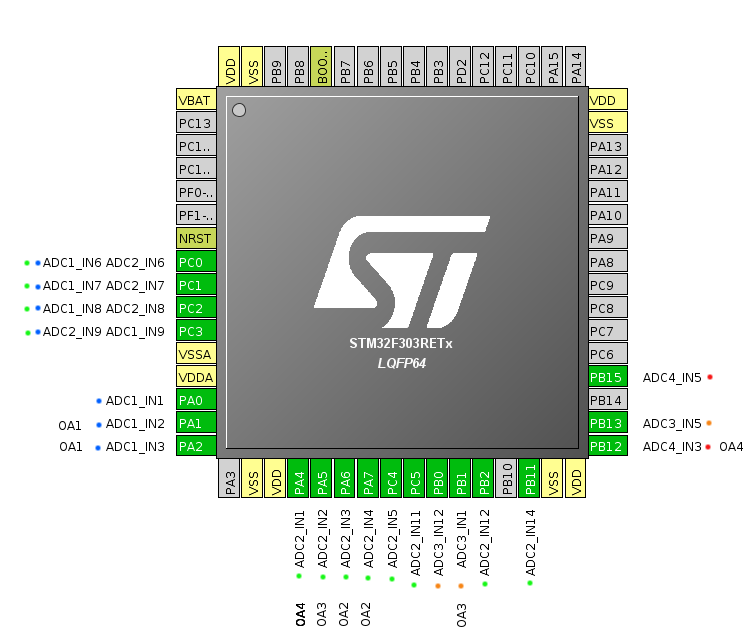 VDD VSS PB9 PB8 BOO.. PB7 PB6 PB5 PB4 PB3 PD2 PC12 PC11 PC10 PA15 PA14
VBAT VDD
PC13 VSS
PC1.. PA13
PC1.. PA12
PF0-.. PA11
PF1-.. PA10
NRST PA9
ADC1_IN6 ADC2_IN6 PC0 PA8
ADC1_IN7 ADC2_IN7 PC1 PC9
ADC1_IN8 ADC2_IN8 PC2 PC8
ADC2_IN9 ADC1_IN9 PC3 PC7
STM32F303RETx
VSSA PC6
LQFP64
VDDA PB15 ADC4_IN5
ADC1_IN1 PA0 PB14
OA1 ADC1_IN2 PA1 PB13 ADC3_IN5
OA1 ADC1_IN3 PA2 PB12 ADC4_IN3 OA4
PA3 VSS VDD PA4 PA5 PA6 PA7 PC4 PC5 PB0 PB1 PB2 PB10 PB11 VSS VDD
ADC2_IN1 ADC2_IN2 ADC2_IN3 ADC2_IN4 ADC2_IN5 ADC2_IN11 ADC3_IN12 ADC3_IN1 ADC2_IN12 ADC2_IN14
OA4 OA3 OA2 OA2 OA3